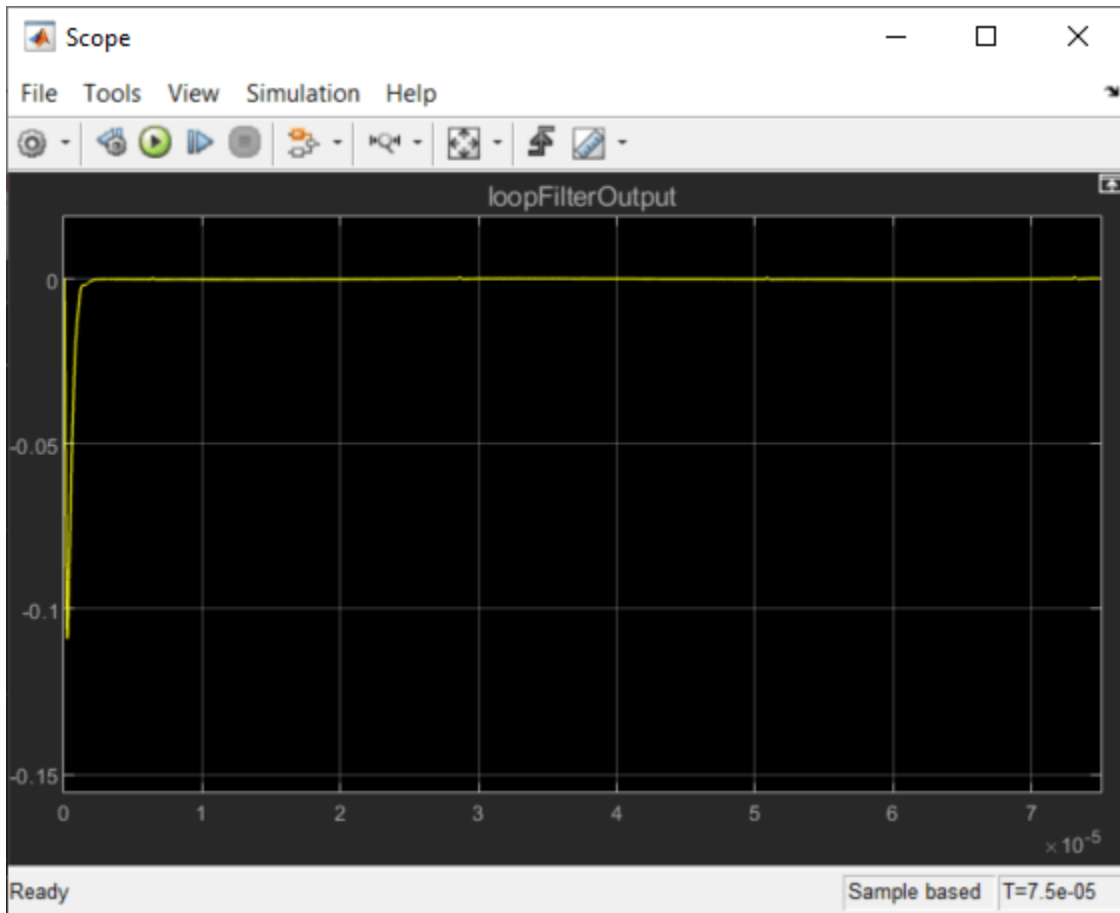 Scope
File Tools View Simulation Help
loopFilterOutput
0
-0.05
-0.1
-0.15
0 1 2 3 4 5 6 7
×10⁻⁵
Ready Sample based T=7.5e-05